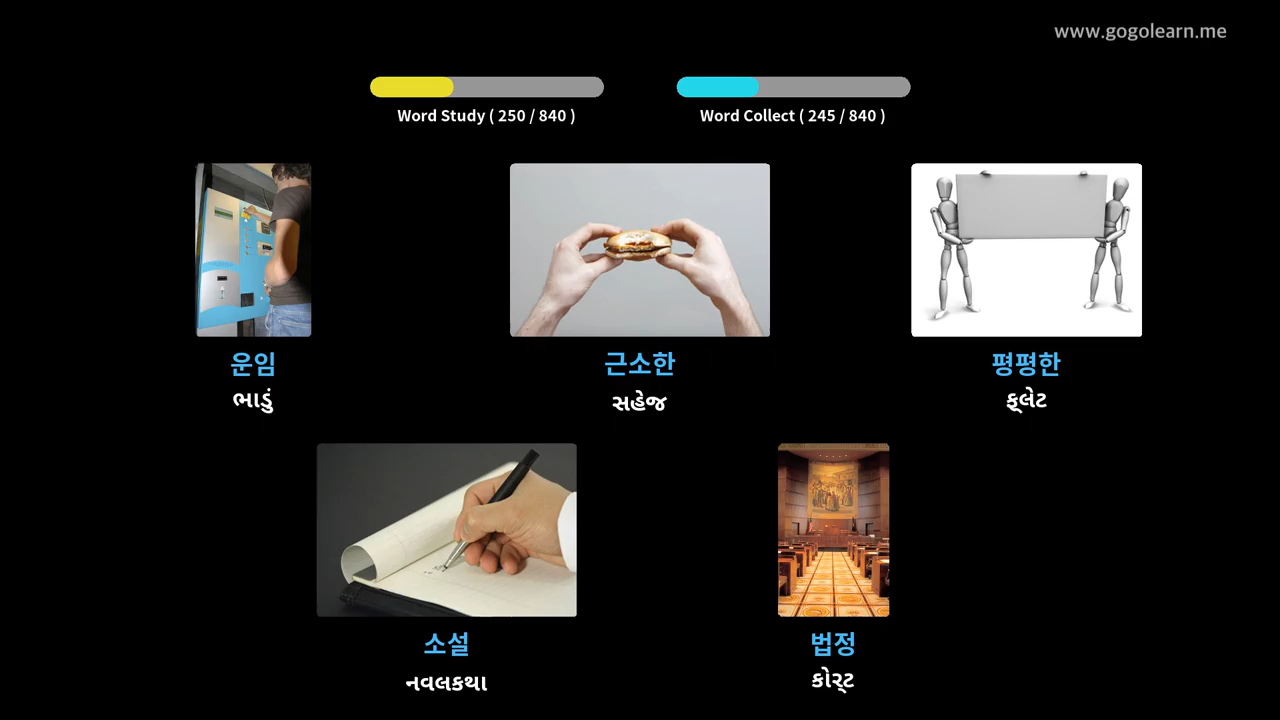 www.gogolearn.me
Word Study ( 250 / 840 )
Word Collect ( 245 / 840 )
운임
ભાડું
근소한
સહેજ
평평한
ફ્લેટ
소설
નવલકથા
법정
કોર્ટ